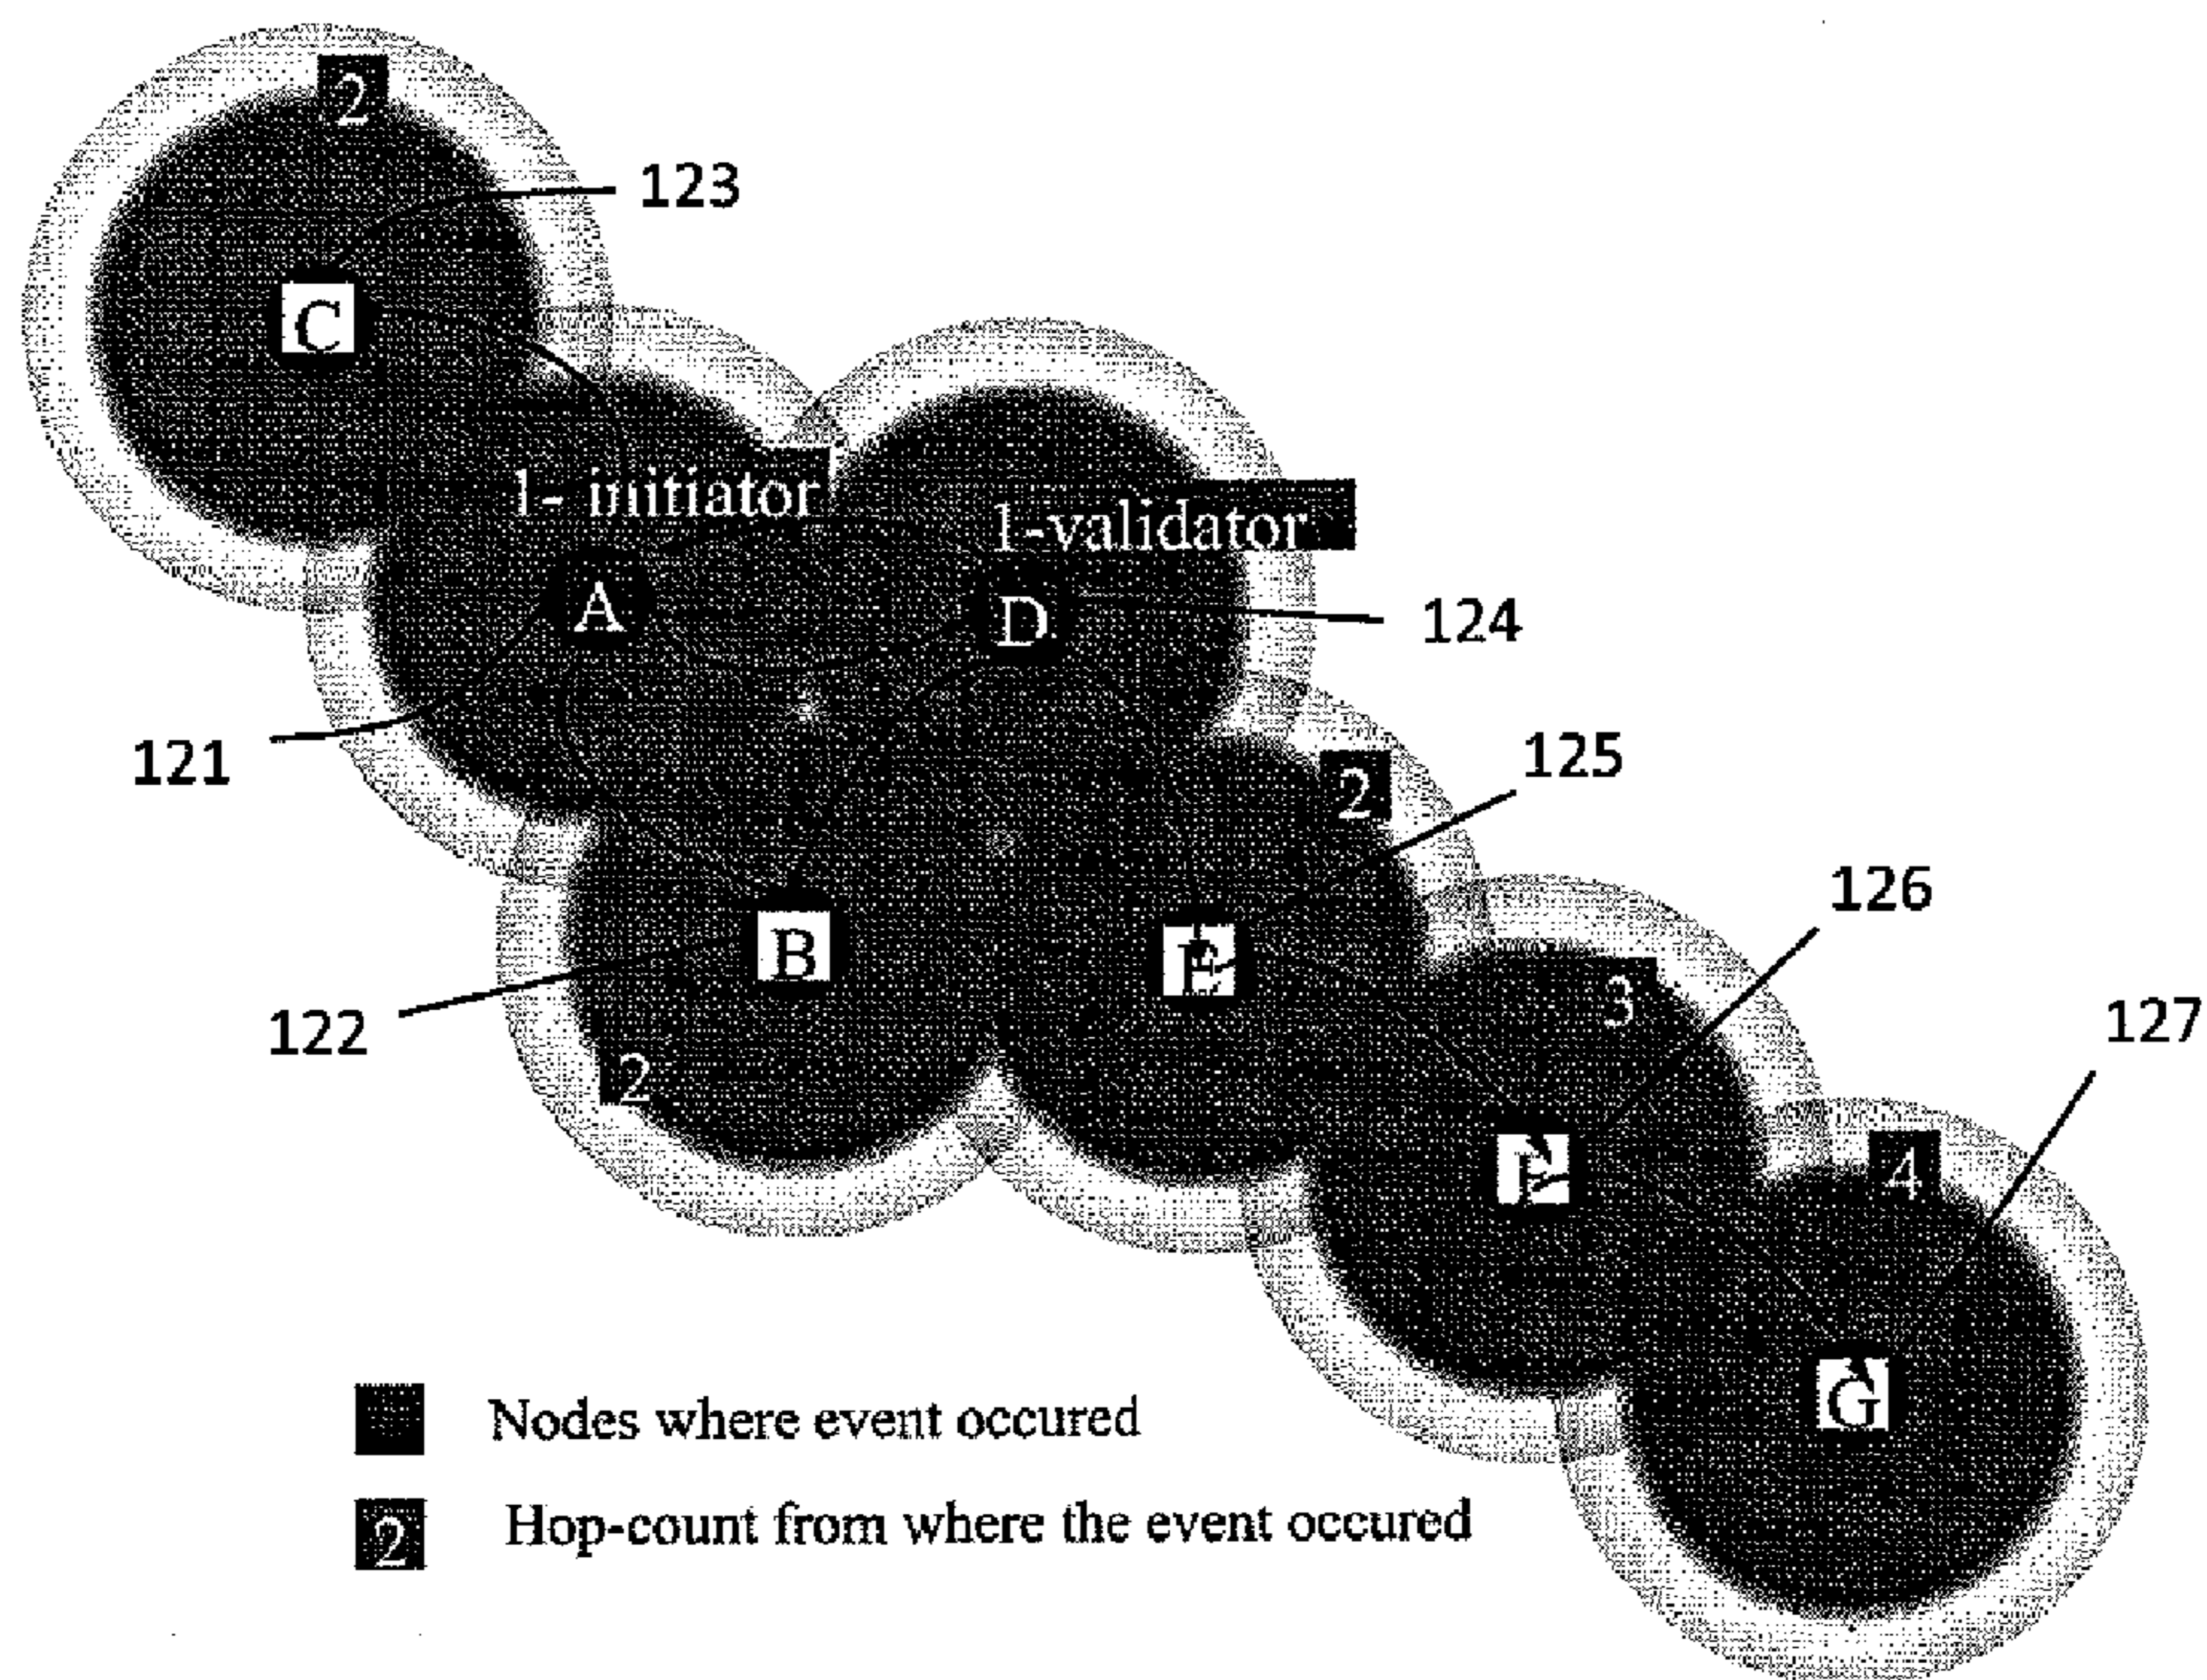 2
123
C
1- initiator
1-validator
A
D
124
121
125
2
126
B
E
3
127
122
2
F
4
G
Nodes where event occured
2 Hop-count from where the event occured